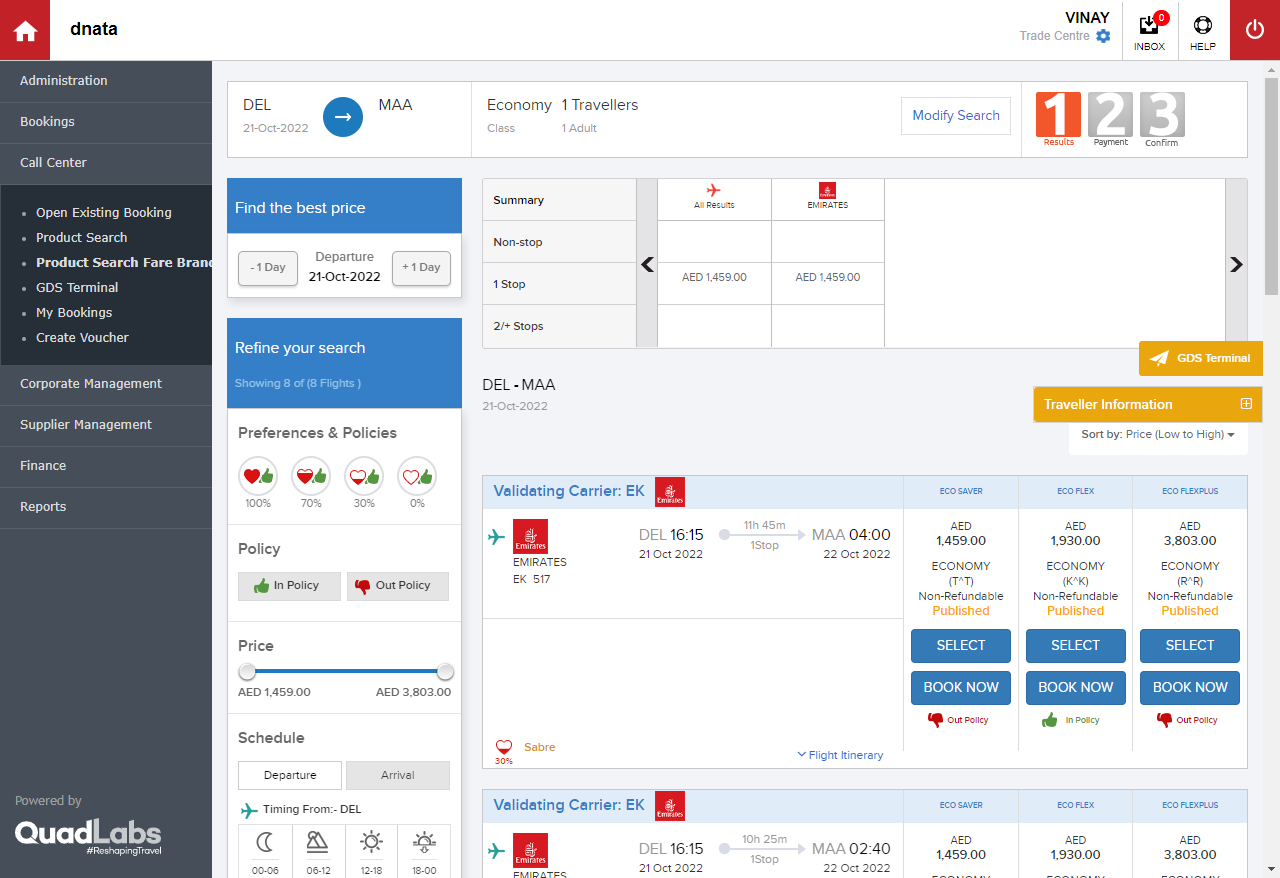 dnata
VINAY
Trade Centre
0
INBOX
HELP
Administration
Bookings
Call Center
Open Existing Booking
Product Search
Product Search Fare Brand
GDS Terminal
My Bookings
Create Voucher
Corporate Management
Supplier Management
Finance
Reports
Powered by
QuadLabs
#ReshapingTravel
DEL
21-Oct-2022
MAA
Economy
Class
1 Travellers
1 Adult
Modify Search
1
Results
2
Payment
3
Confirm
Find the best price
- 1 Day
Departure
21-Oct-2022
+ 1 Day
Refine your search
Showing 8 of (8 Flights )
Preferences & Policies
100%
70%
30%
0%
Policy
In Policy
Out Policy
Price
AED 1,459.00
AED 3,803.00
Schedule
Departure
Arrival
Timing From:- DEL
00-06
06-12
12-18
18-00
Summary
All Results
Emirates
EMIRATES
Non-stop
1 Stop
AED 1,459.00
AED 1,459.00
2/+ Stops
GDS Terminal
DEL - MAA
21-Oct-2022
Traveller Information
Sort by: Price (Low to High)
Validating Carrier: EK
Emirates
ECO SAVER
ECO FLEX
ECO FLEXPLUS
Emirates
EMIRATES
EK 517
DEL 16:15
21 Oct 2022
11h 45m
1Stop
MAA 04:00
22 Oct 2022
AED
1,459.00
ECONOMY
(T^T)
Non-Refundable
Published
SELECT
BOOK NOW
Out Policy
AED
1,930.00
ECONOMY
(K^K)
Non-Refundable
Published
SELECT
BOOK NOW
In Policy
AED
3,803.00
ECONOMY
(R^R)
Non-Refundable
Published
SELECT
BOOK NOW
Out Policy
30%
Sabre
Flight Itinerary
Validating Carrier: EK
Emirates
ECO SAVER
ECO FLEX
ECO FLEXPLUS
Emirates
EMIRATES
DEL 16:15
21 Oct 2022
10h 25m
1Stop
MAA 02:40
22 Oct 2022
AED
1,459.00
ECONOMY
AED
1,930.00
ECONOMY
AED
3,803.00
ECONOMY